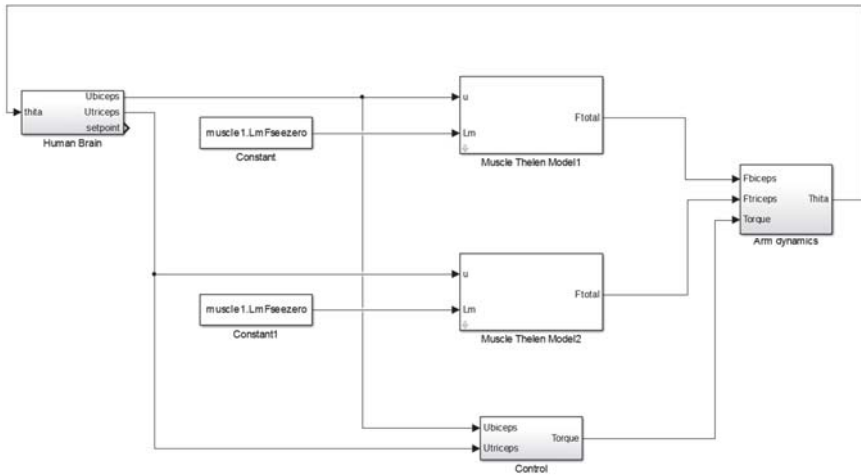 thita
Ubiceps
Utriceps
setpoint
Human Brain
muscle1.LmFseezero
Constant
u
Lm
Ftotal
Muscle Thelen Model1
Fbiceps
Ftriceps
Torque
Thita
Arm dynamics
muscle1.LmFseezero
Constant1
u
Lm
Ftotal
Muscle Thelen Model2
Ubiceps
Utriceps
Torque
Control